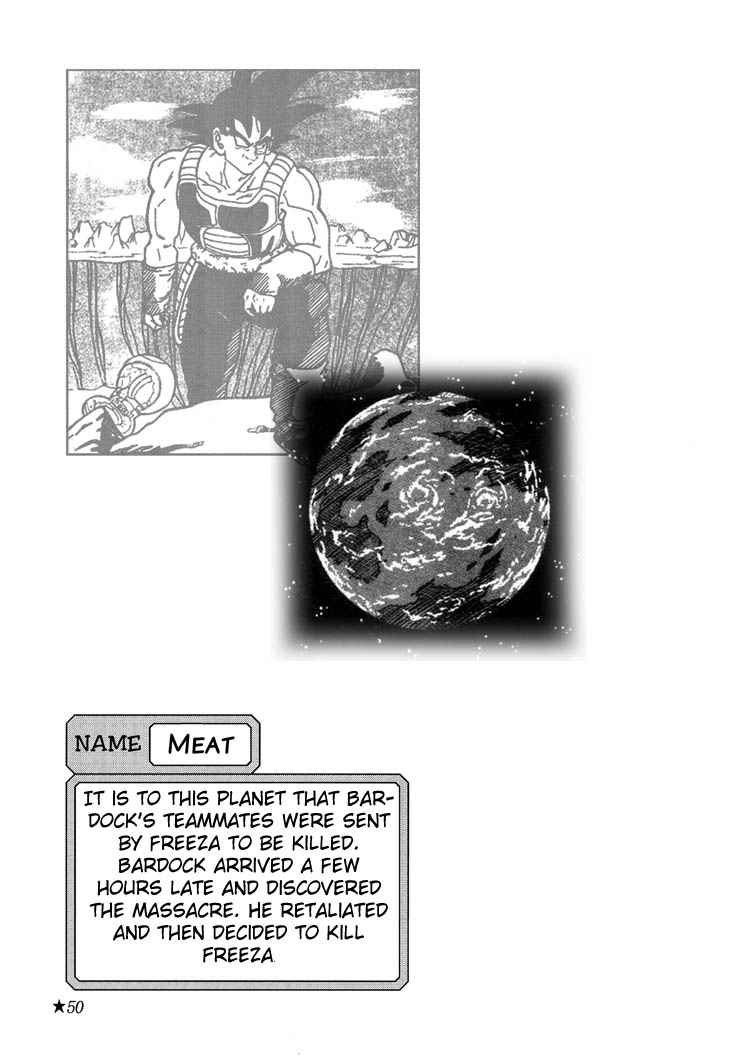 NAME MEAT
IT IS TO THIS PLANET THAT BAR-
DOCK'S TEAMMATES WERE SENT
BY FREEZA TO BE KILLED.
BARDOCK ARRIVED A FEW
HOURS LATE AND DISCOVERED
THE MASSACRE. HE RETALIATED
AND THEN DECIDED TO KILL
FREEZA
★50